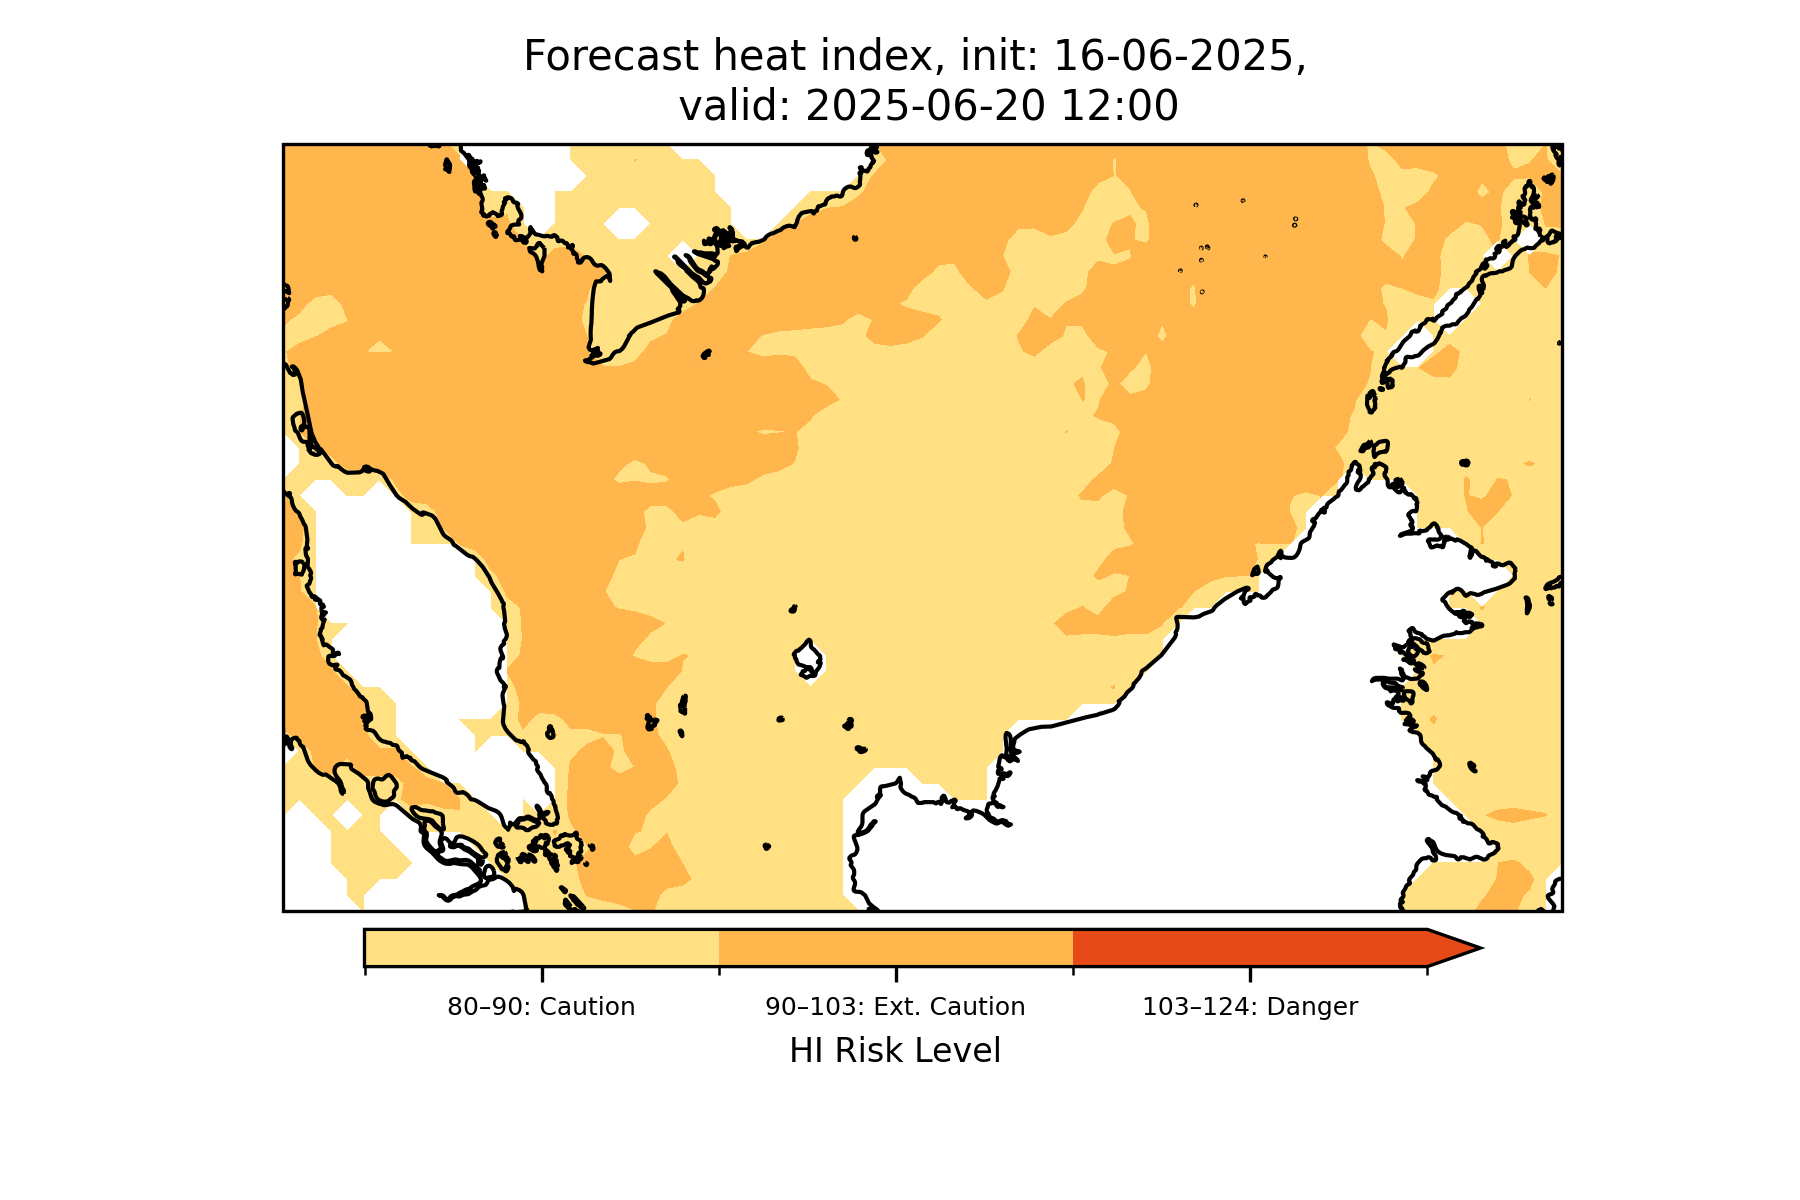 Forecast heat index, init: 16-06-2025,
valid: 2025-06-20 12:00
80–90: Caution
90–103: Ext. Caution
103–124: Danger
HI Risk Level